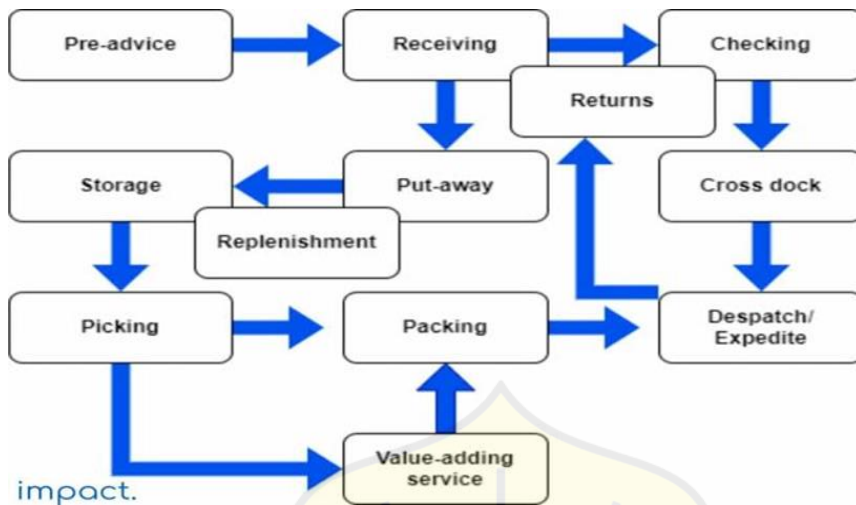 Pre-advice
Receiving
Checking
Returns
Storage
Put-away
Cross dock
Replenishment
Picking
Packing
Despatch/
Expedite
Value-adding
service
impact.